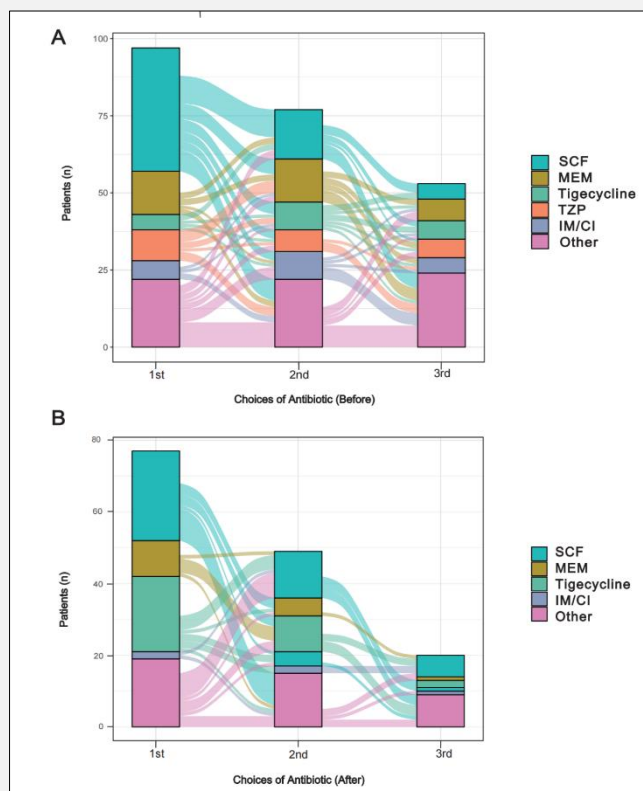 A
100
75
50
25
0
Patients (n)
1st
2nd
3rd
Choices of Antibiotic (Before)
SCF
MEM
Tigecycline
TZP
IM/CI
Other
B
80
60
40
20
0
Patients (n)
1st
2nd
3rd
Choices of Antibiotic (After)
SCF
MEM
Tigecycline
IM/CI
Other